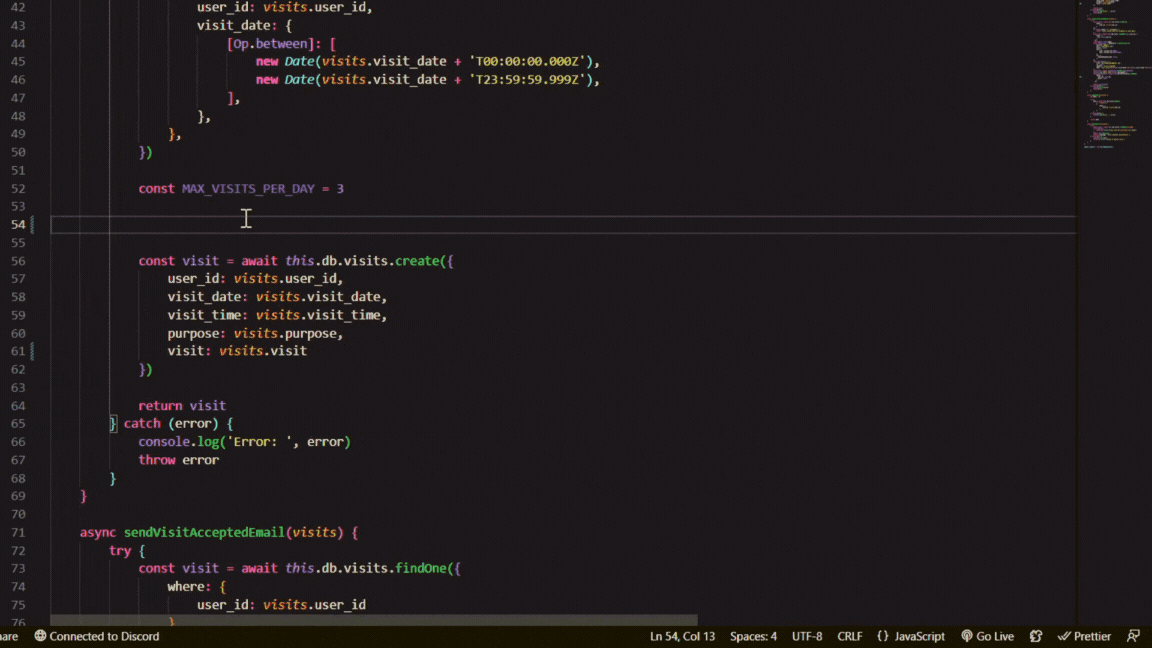 42 user_id: visits.user_id,
43 visit_date: {
44 [Op.between]: [
45 new Date(visits.visit_date + 'T00:00:00.000Z'),
46 new Date(visits.visit_date + 'T23:59:59.999Z'),
47 ],
48 },
49 },
50 })
51
52 const MAX_VISITS_PER_DAY = 3
53
54
55
56 const visit = await this.db.visits.create({
57 user_id: visits.user_id,
58 visit_date: visits.visit_date,
59 visit_time: visits.visit_time,
60 purpose: visits.purpose,
61 visit: visits.visit
62 })
63
64 return visit
65 } catch (error) {
66 console.log('Error: ', error)
67 throw error
68 }
69 }
70
71 async sendVisitAcceptedEmail(visits) {
72 try {
73 const visit = await this.db.visits.findOne({
74 where: {
75 user_id: visits.user_id
76 }
are Connected to Discord Ln 54, Col 13 Spaces: 4 UTF-8 CRLF {} JavaScript Go Live Prettier